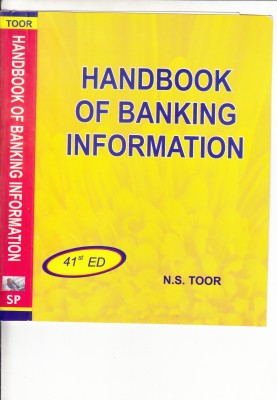 TOOR
HANDBOOK OF BANKING INFORMATION
SP
HANDBOOK
OF BANKING
INFORMATION
41st ED
N.S. TOOR